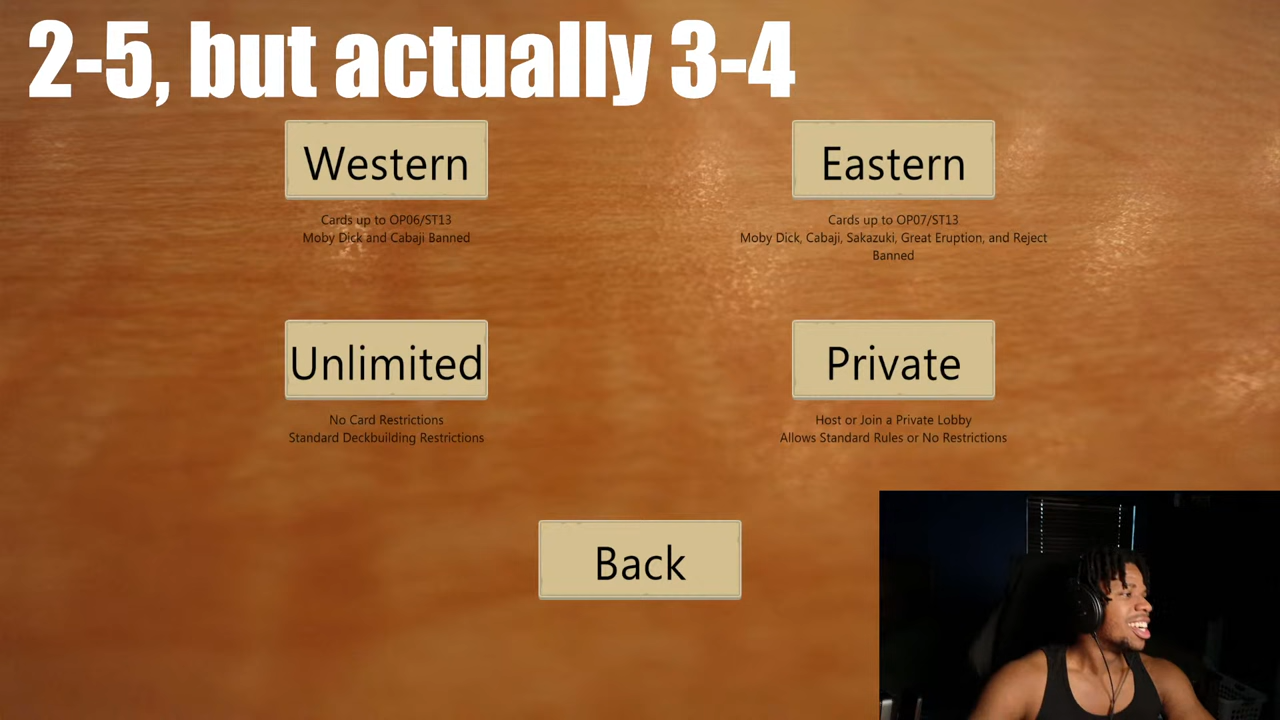 2-5, but actually 3-4
Western
Cards up to OP06/ST13
Moby Dick and Cabaji Banned
Eastern
Cards up to OP07/ST13
Moby Dick, Cabaji, Sakazuki, Great Eruption, and Reject
Banned
Unlimited
No Card Restrictions
Standard Deckbuilding Restrictions
Private
Host or Join a Private Lobby
Allows Standard Rules or No Restrictions
Back